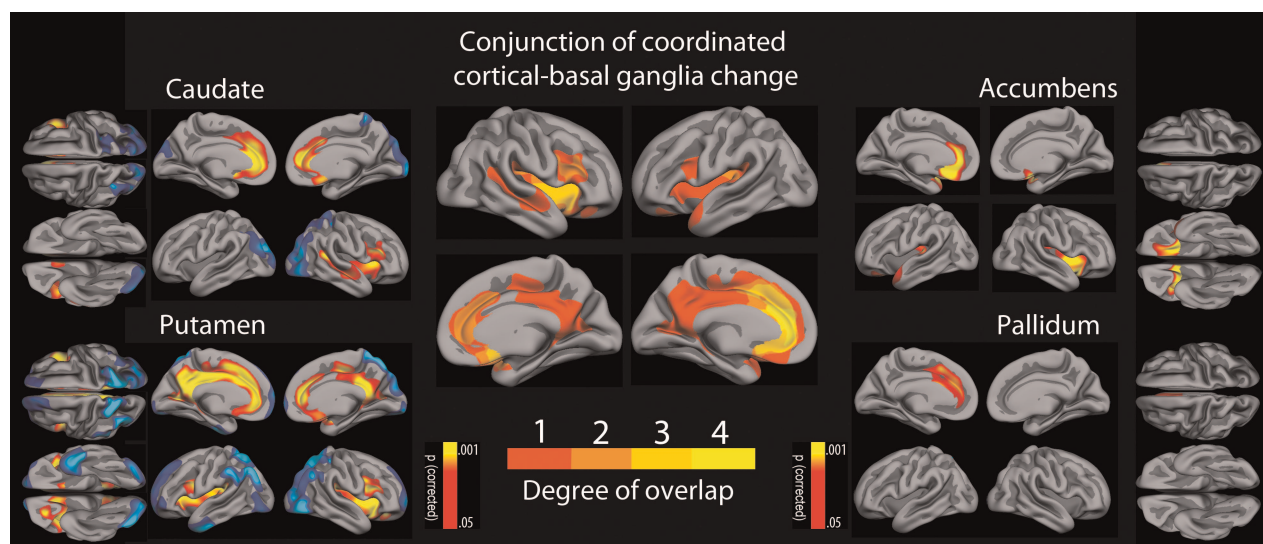 Conjunction of coordinated
cortical-basal ganglia change
Caudate
Accumbens
Putamen
Pallidum
1 2 3 4
Degree of overlap
p (corrected)
.001
.05
p (corrected)
.001
.05